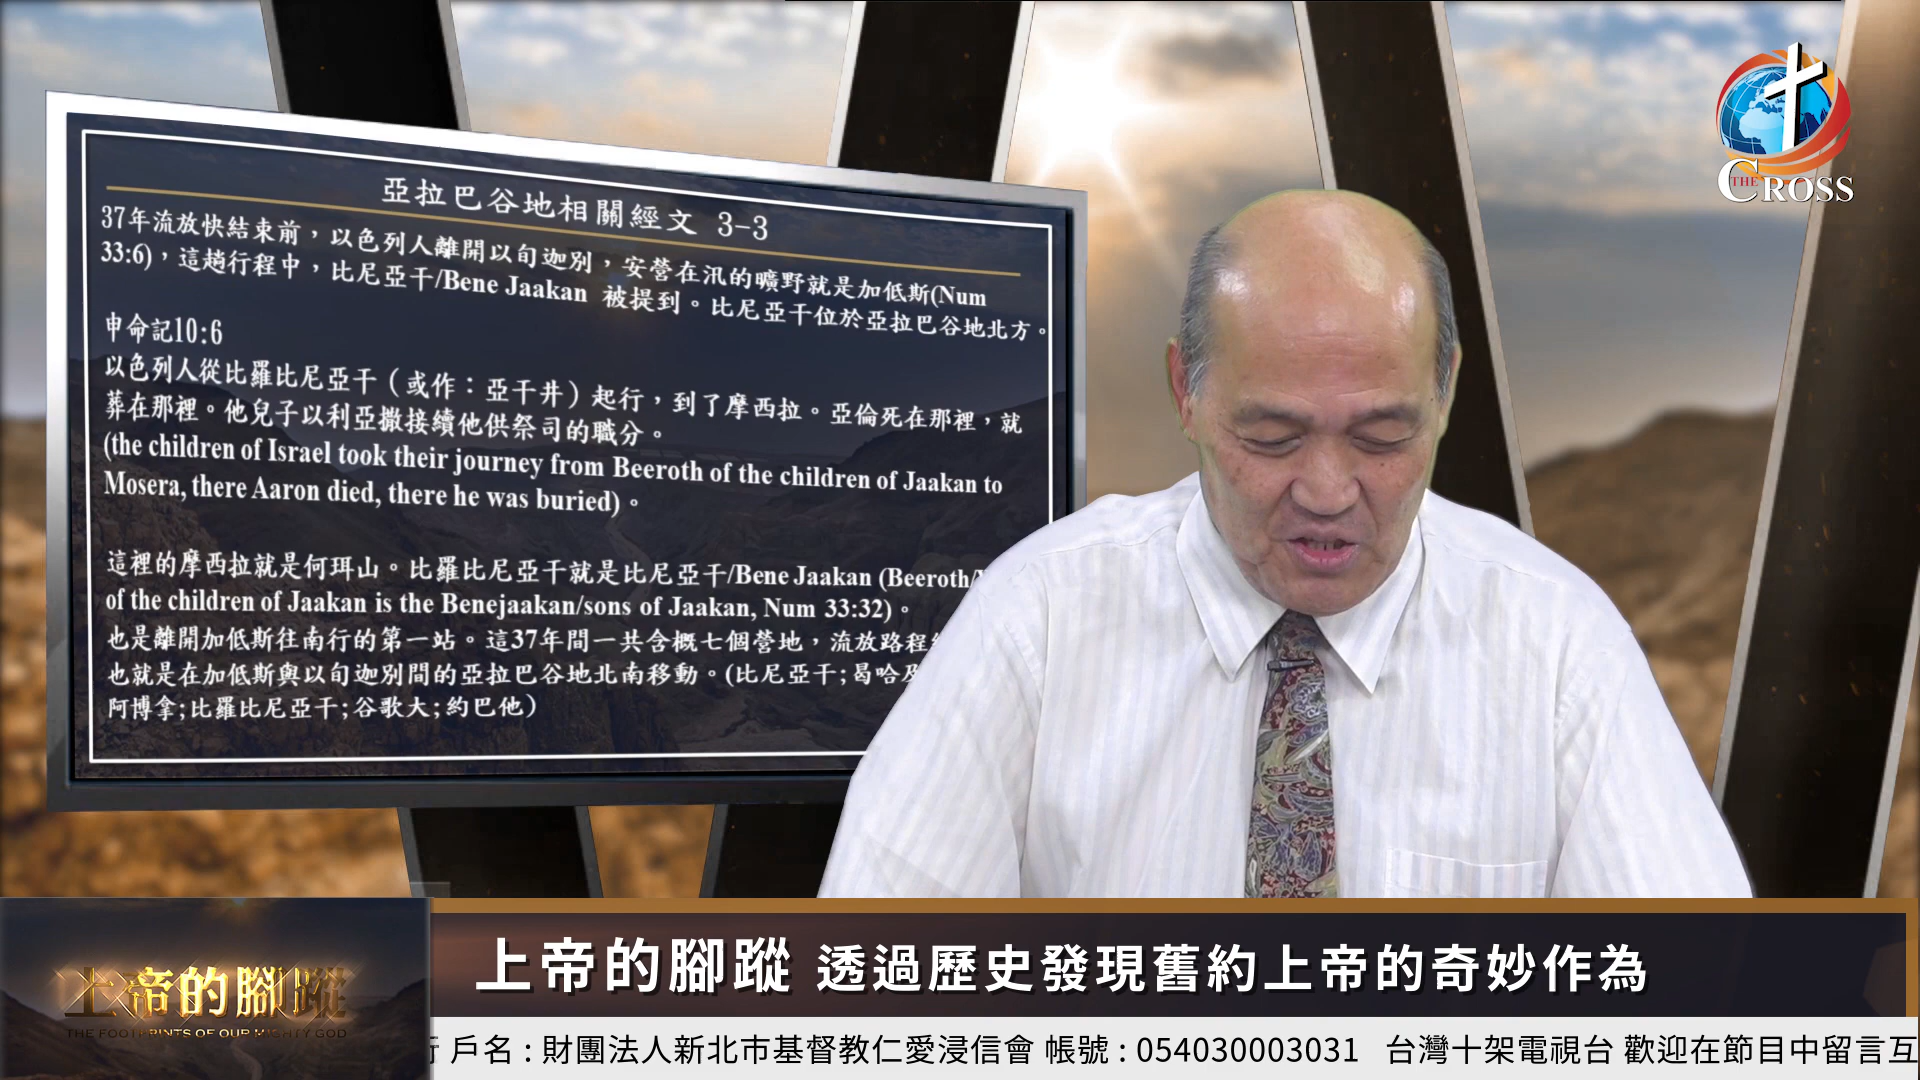 亞拉巴谷地相關經文 3-3
37年流放快結束前，以色列人離開以旬迦別，安營在汛的曠野就是加低斯(Num
33:6)，這趟行程中，比尼亞干/Bene Jaakan 被提到。比尼亞干位於亞拉巴谷地北方。
申命記10:6
以色列人從比羅比尼亞干（或作：亞干井）起行，到了摩西拉。亞倫死在那裡，就
葬在那裡。他兒子以利亞撒接續他供祭司的職分。
(the children of Israel took their journey from Beeroth of the children of Jaakan to
Mosera, there Aaron died, there he was buried)。
這裡的摩西拉就是何珥山。比羅比尼亞干就是比尼亞干/Bene Jaakan (Beeroth/
of the children of Jaakan is the Benejaakan/sons of Jaakan, Num 33:32)。
也是離開加低斯往南行的第一站。這37年間一共含概七個營地，流放路程
也就是在加低斯與以旬迦別間的亞拉巴谷地北南移動。(比尼亞干;曷哈及
阿博拿;比羅比尼亞干;谷歌大;約巴他)
THE CROSS
上帝的腳蹤 透過歷史發現舊約上帝的奇妙作為
上帝的腳蹤
THE FOOTPRINTS OF OUR MIGHTY GOD
戶名 : 財團法人新北市基督教仁愛浸信會 帳號 : 054030003031 台灣十架電視台 歡迎在節目中留言互